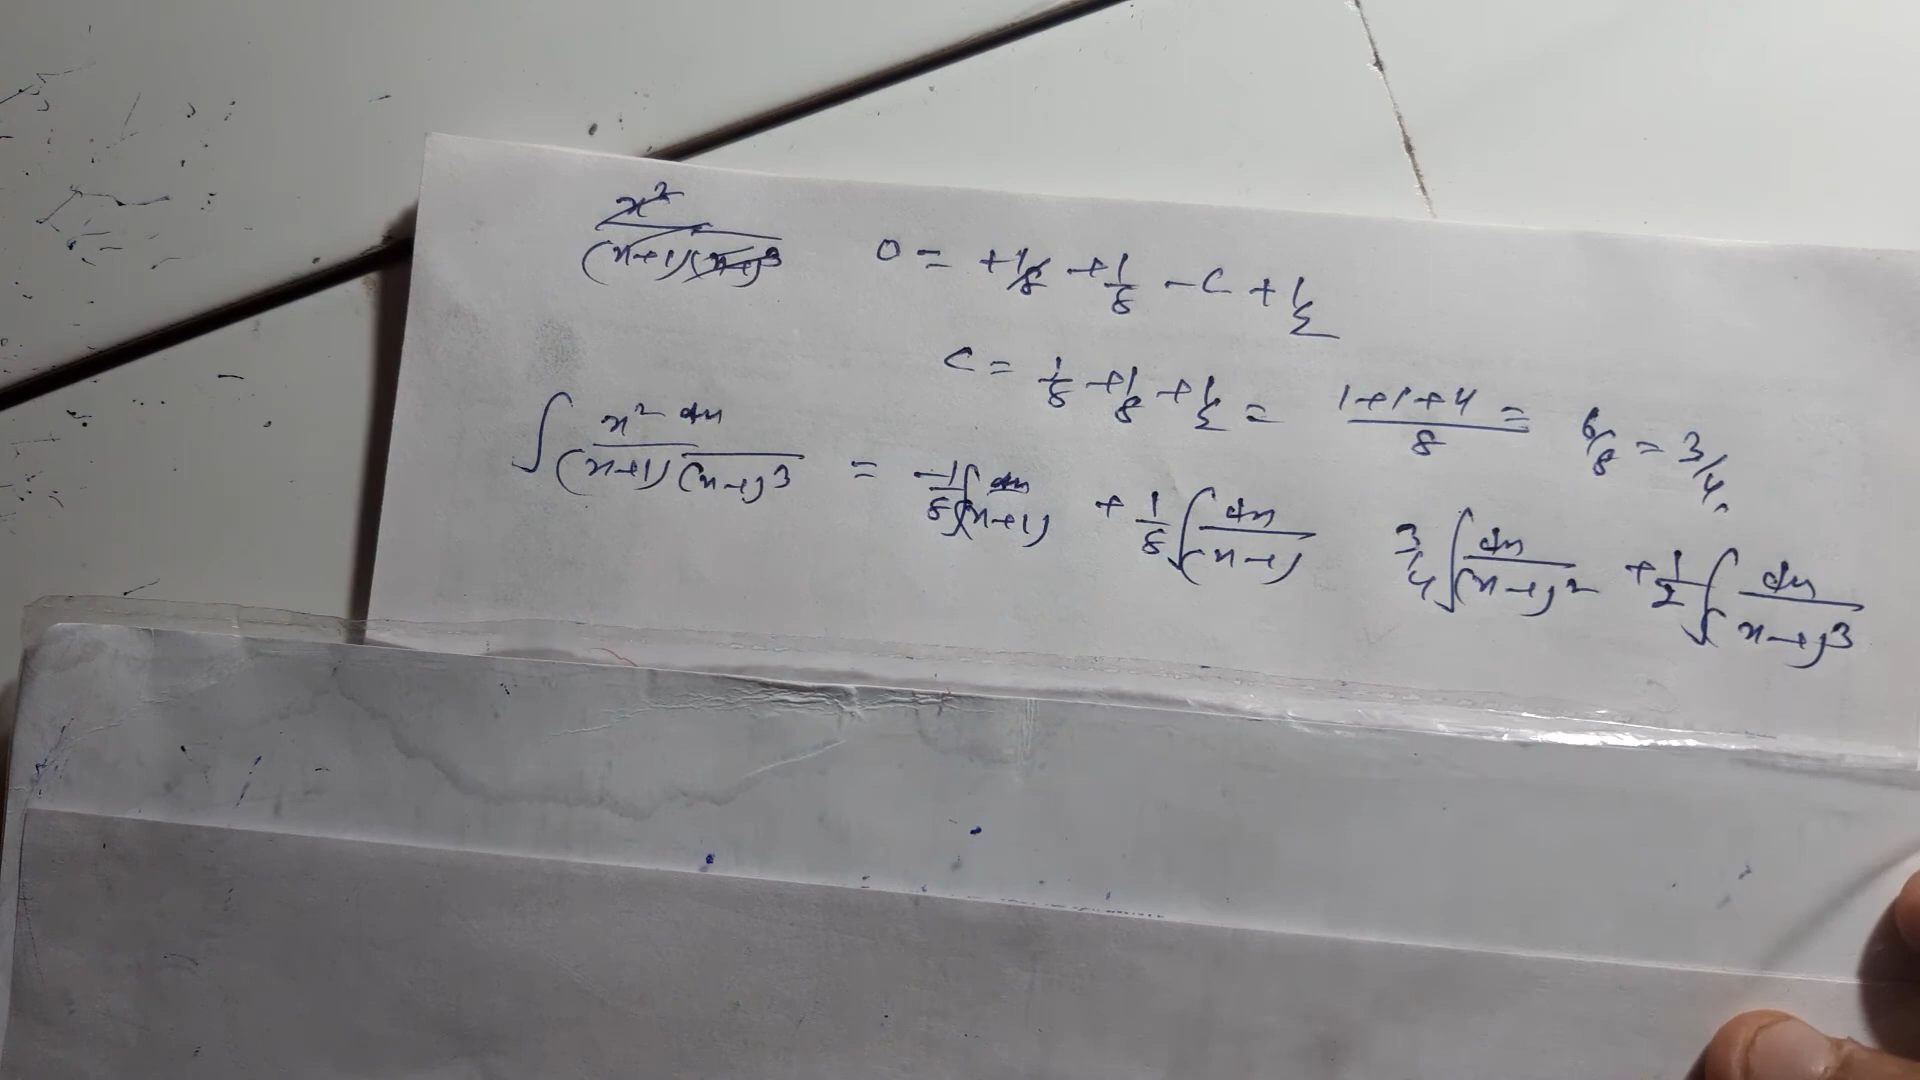 x²
(x+1)(x-1)³
0 = +1/8 +1/8 - C + 1/2
C = 1/8 + 1/8 + 1/2 = (1+1+4)/8 = 6/8 = 3/4.
∫ x² dx / (x+1)(x-1)³ = -1/8 ∫ dx/(x+1) + 1/8 ∫ dx/(x-1) 3/4 ∫ dx/(x-1)² + 1/2 ∫ dx/x-1)³